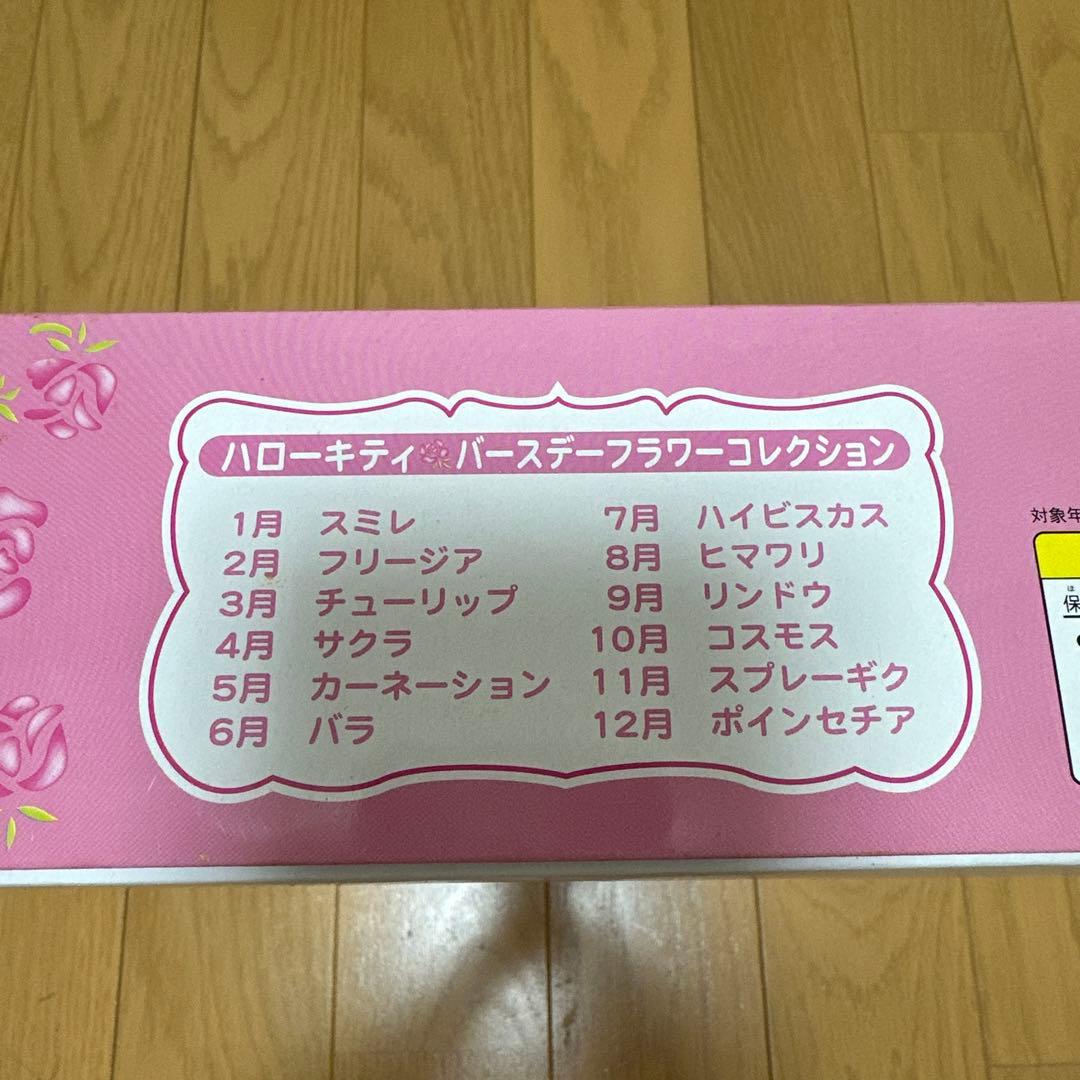 ハローキティ バースデーフラワーコレクション
1月 スミレ
2月 フリージア
3月 チューリップ
4月 サクラ
5月 カーネーション
6月 バラ
7月 ハイビスカス
8月 ヒマワリ
9月 リンドウ
10月 コスモス
11月 スプレーギク
12月 ポインセチア
対象年
ほ
保